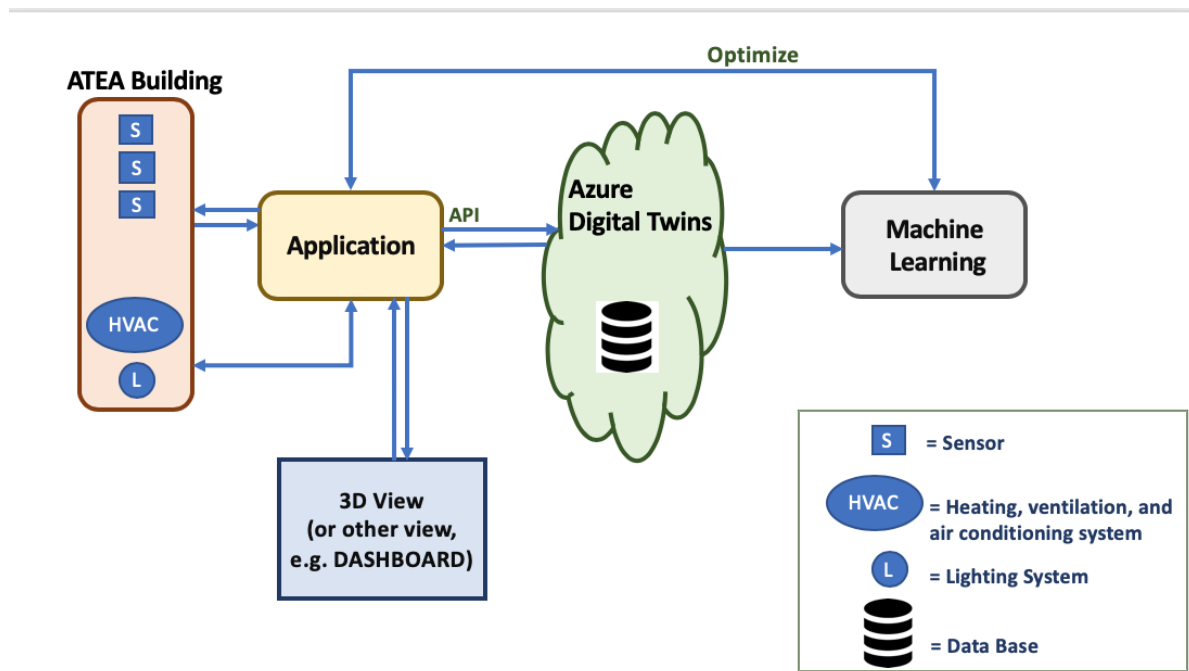 Optimize
ATEA Building
S
S
S
HVAC
L
Application
API
Azure
Digital Twins
Machine
Learning
3D View
(or other view,
e.g. DASHBOARD)
S = Sensor
HVAC = Heating, ventilation, and
air conditioning system
L = Lighting System
= Data Base